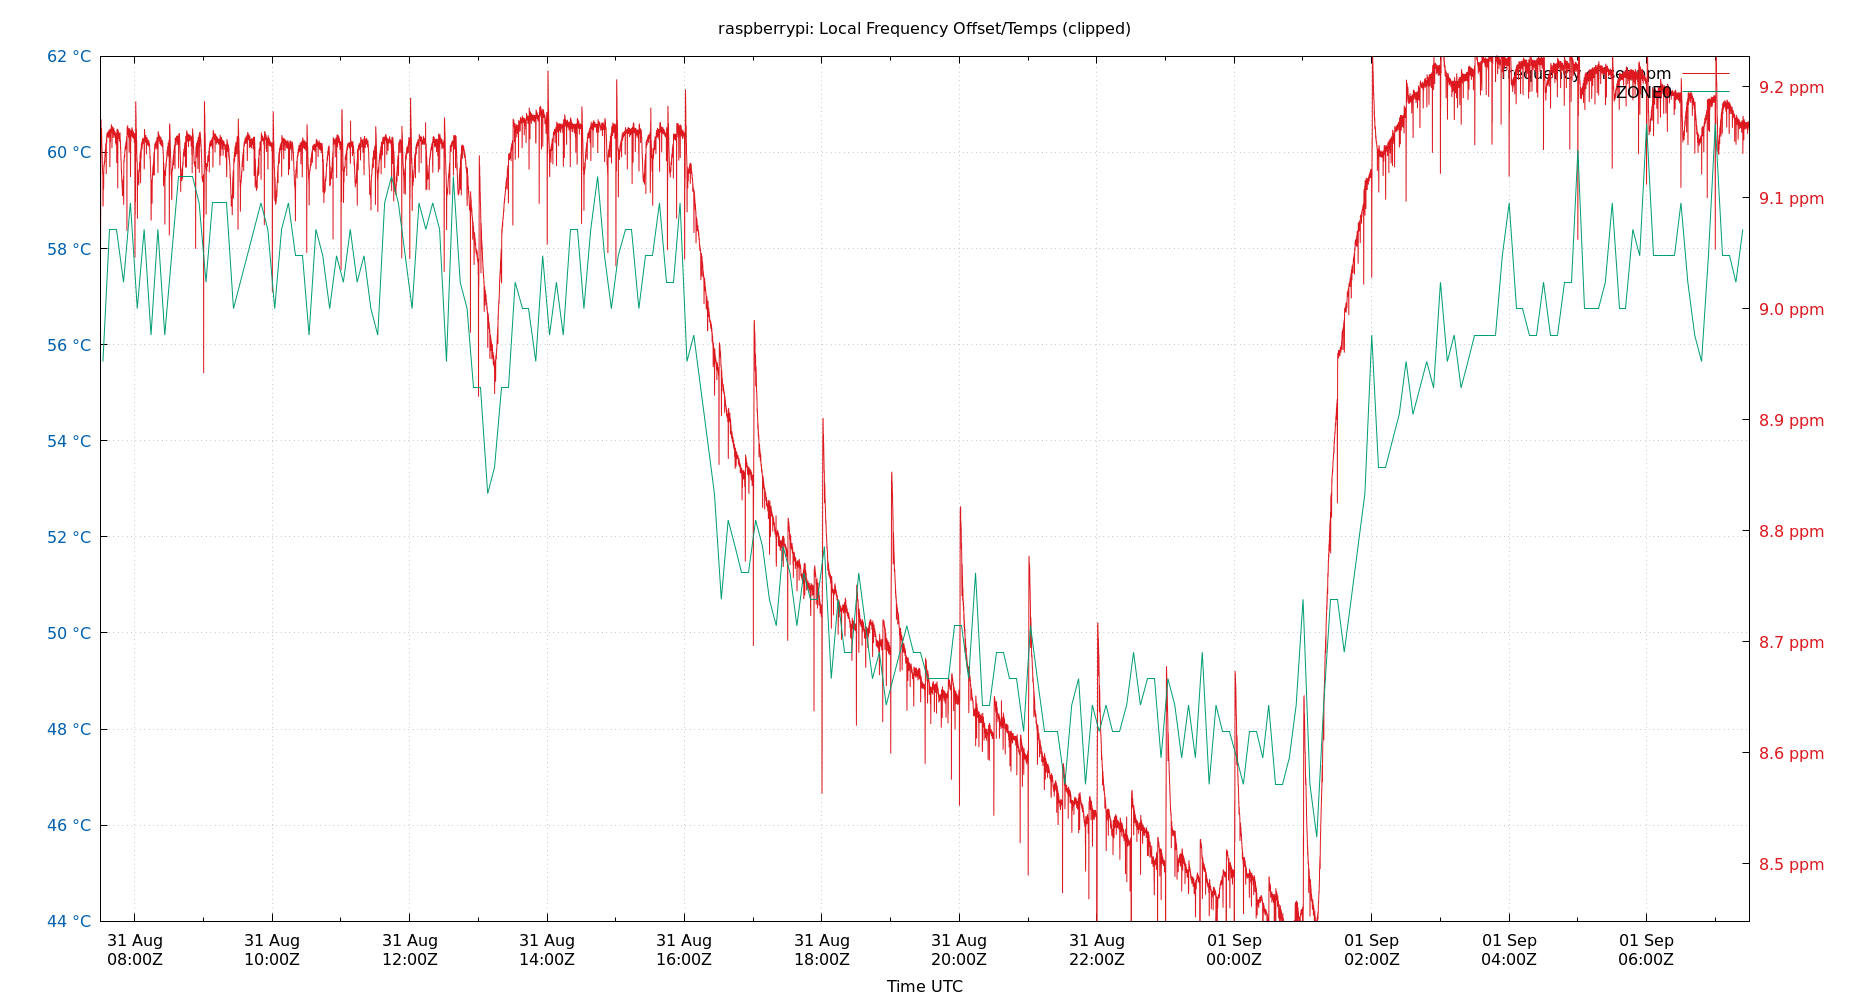 raspberrypi: Local Frequency Offset/Temps (clipped)
62 °C
60 °C
58 °C
56 °C
54 °C
52 °C
50 °C
48 °C
46 °C
44 °C
frequency ppm
ZONE0
9.2 ppm
9.1 ppm
9.0 ppm
8.9 ppm
8.8 ppm
8.7 ppm
8.6 ppm
8.5 ppm
31 Aug 31 Aug 31 Aug 31 Aug 31 Aug 31 Aug 31 Aug 31 Aug 01 Sep 01 Sep 01 Sep 01 Sep
08:00Z 10:00Z 12:00Z 14:00Z 16:00Z 18:00Z 20:00Z 22:00Z 00:00Z 02:00Z 04:00Z 06:00Z
Time UTC